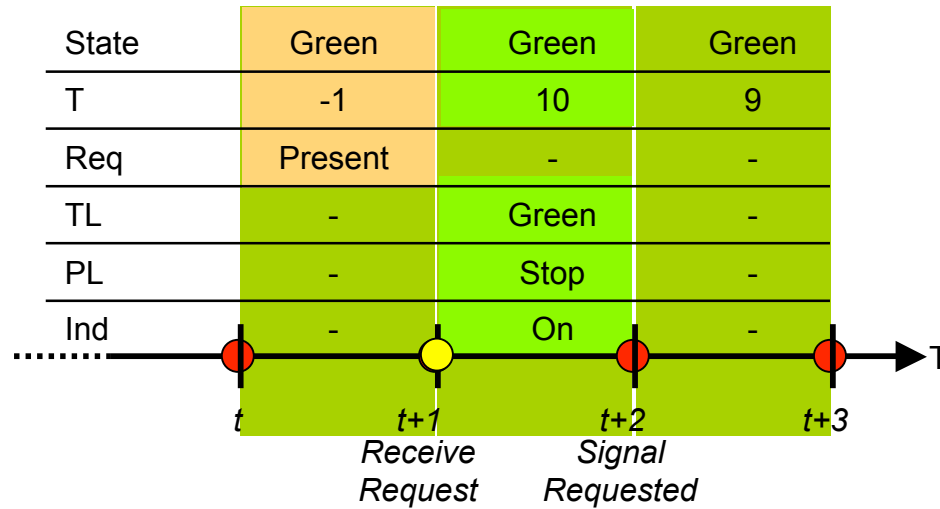 State Green Green Green
T -1 10 9
Req Present - -
TL - Green -
PL - Stop -
Ind - On -
T
t t+1 t+2 t+3
Receive Signal
Request Requested